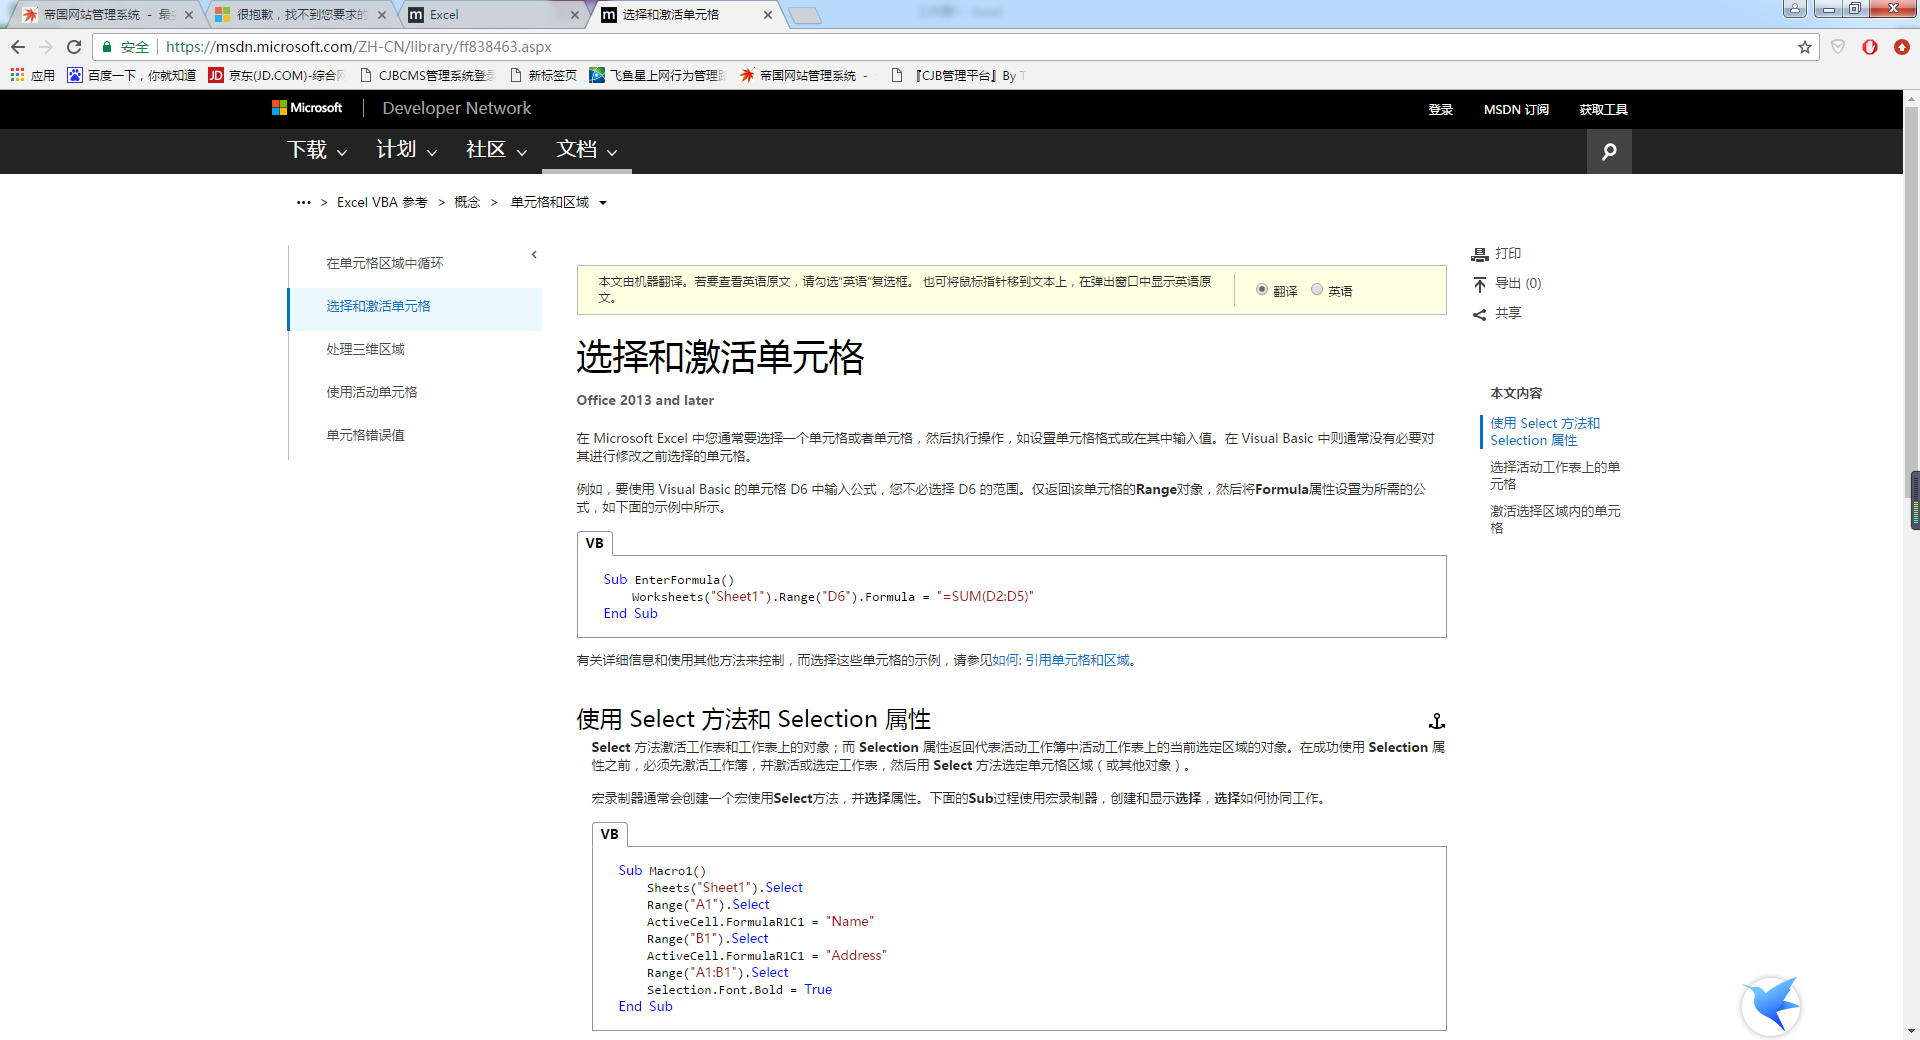 帝国网站管理系统 - 最
很抱歉，找不到您要求的
Excel
选择和激活单元格
安全
https://msdn.microsoft.com/ZH-CN/library/ff838463.aspx
应用
百度一下，你就知道
京东(JD.COM)-综合
CJBCMS管理系统登
新标签页
飞鱼星上网行为管理
帝国网站管理系统 -
『CJB管理平台』By
Microsoft
Developer Network
登录
MSDN 订阅
获取工具
下载
计划
社区
文档
··· > Excel VBA 参考 > 概念 > 单元格和区域
在单元格区域中循环
选择和激活单元格
处理三维区域
使用活动单元格
单元格错误值
本文由机器翻译。若要查看英语原文，请勾选“英语”复选框。 也可将鼠标指针移到文本上，在弹出窗口中显示英语原
文。
翻译
英语
打印
导出 (0)
共享
选择和激活单元格
Office 2013 and later
在 Microsoft Excel 中您通常要选择一个单元格或者单元格，然后执行操作，如设置单元格格式或在其中输入值。在 Visual Basic 中则通常没有必要对
其进行修改之前选择的单元格。
例如，要使用 Visual Basic 的单元格 D6 中输入公式，您不必选择 D6 的范围。仅返回该单元格的Range对象，然后将Formula属性设置为所需的公
式，如下面的示例中所示。
VB
Sub EnterFormula()
Worksheets("Sheet1").Range("D6").Formula = "=SUM(D2:D5)"
End Sub
有关详细信息和使用其他方法来控制，而选择这些单元格的示例，请参见如何: 引用单元格和区域。
使用 Select 方法和 Selection 属性
Select 方法激活工作表和工作表上的对象；而 Selection 属性返回代表活动工作簿中活动工作表上的当前选定区域的对象。在成功使用 Selection 属
性之前，必须先激活工作簿，并激活或选定工作表，然后用 Select 方法选定单元格区域（或其他对象）。
宏录制器通常会创建一个宏使用Select方法，并选择属性。下面的Sub过程使用宏录制器，创建和显示选择，选择如何协同工作。
VB
Sub Macro1()
Sheets("Sheet1").Select
Range("A1").Select
ActiveCell.FormulaR1C1 = "Name"
Range("B1").Select
ActiveCell.FormulaR1C1 = "Address"
Range("A1:B1").Select
Selection.Font.Bold = True
End Sub
本文内容
使用 Select 方法和
Selection 属性
选择活动工作表上的单
元格
激活选择区域内的单元
格